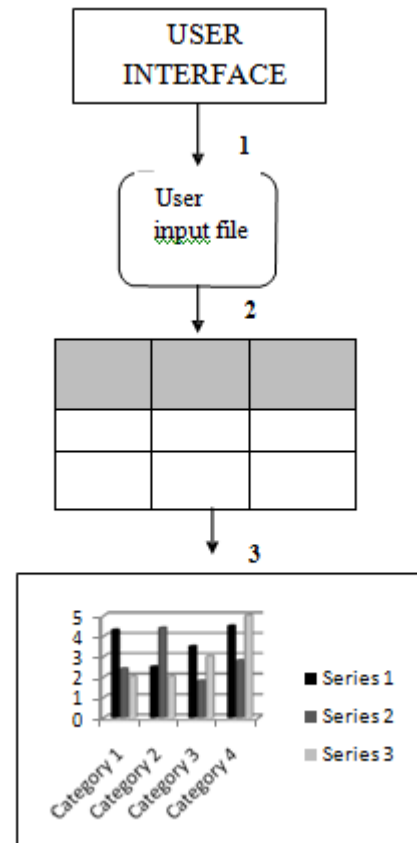 USER
INTERFACE
1
User
input file
2
3
5
4
3
2
1
0
Category 1
Category 2
Category 3
Category 4
Series 1
Series 2
Series 3